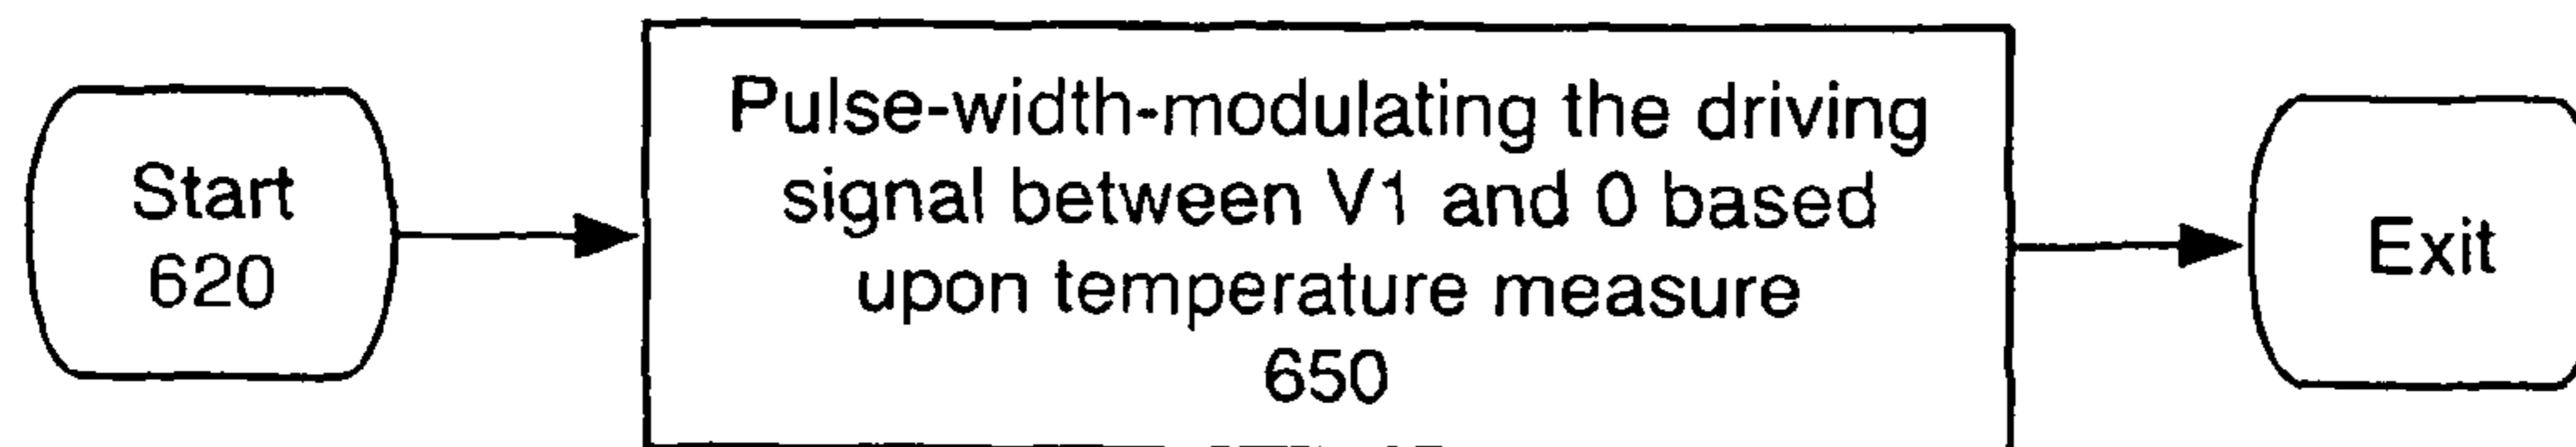 Start
620
Pulse-width-modulating the driving
signal between V1 and 0 based
upon temperature measure
650
Exit